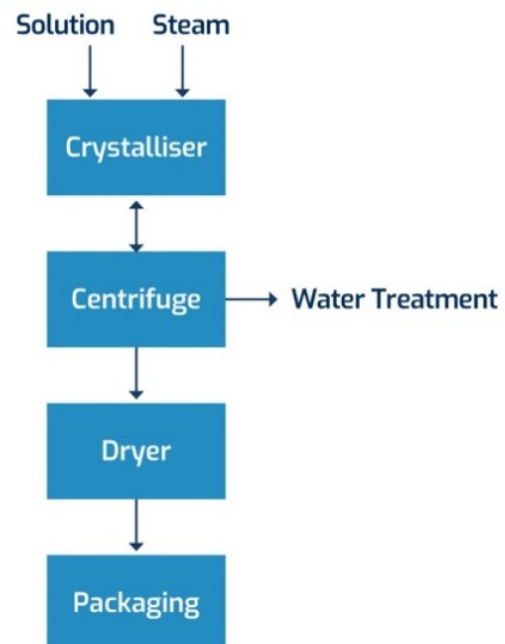 Solution Steam
Crystalliser
Centrifuge
Water Treatment
Dryer
Packaging